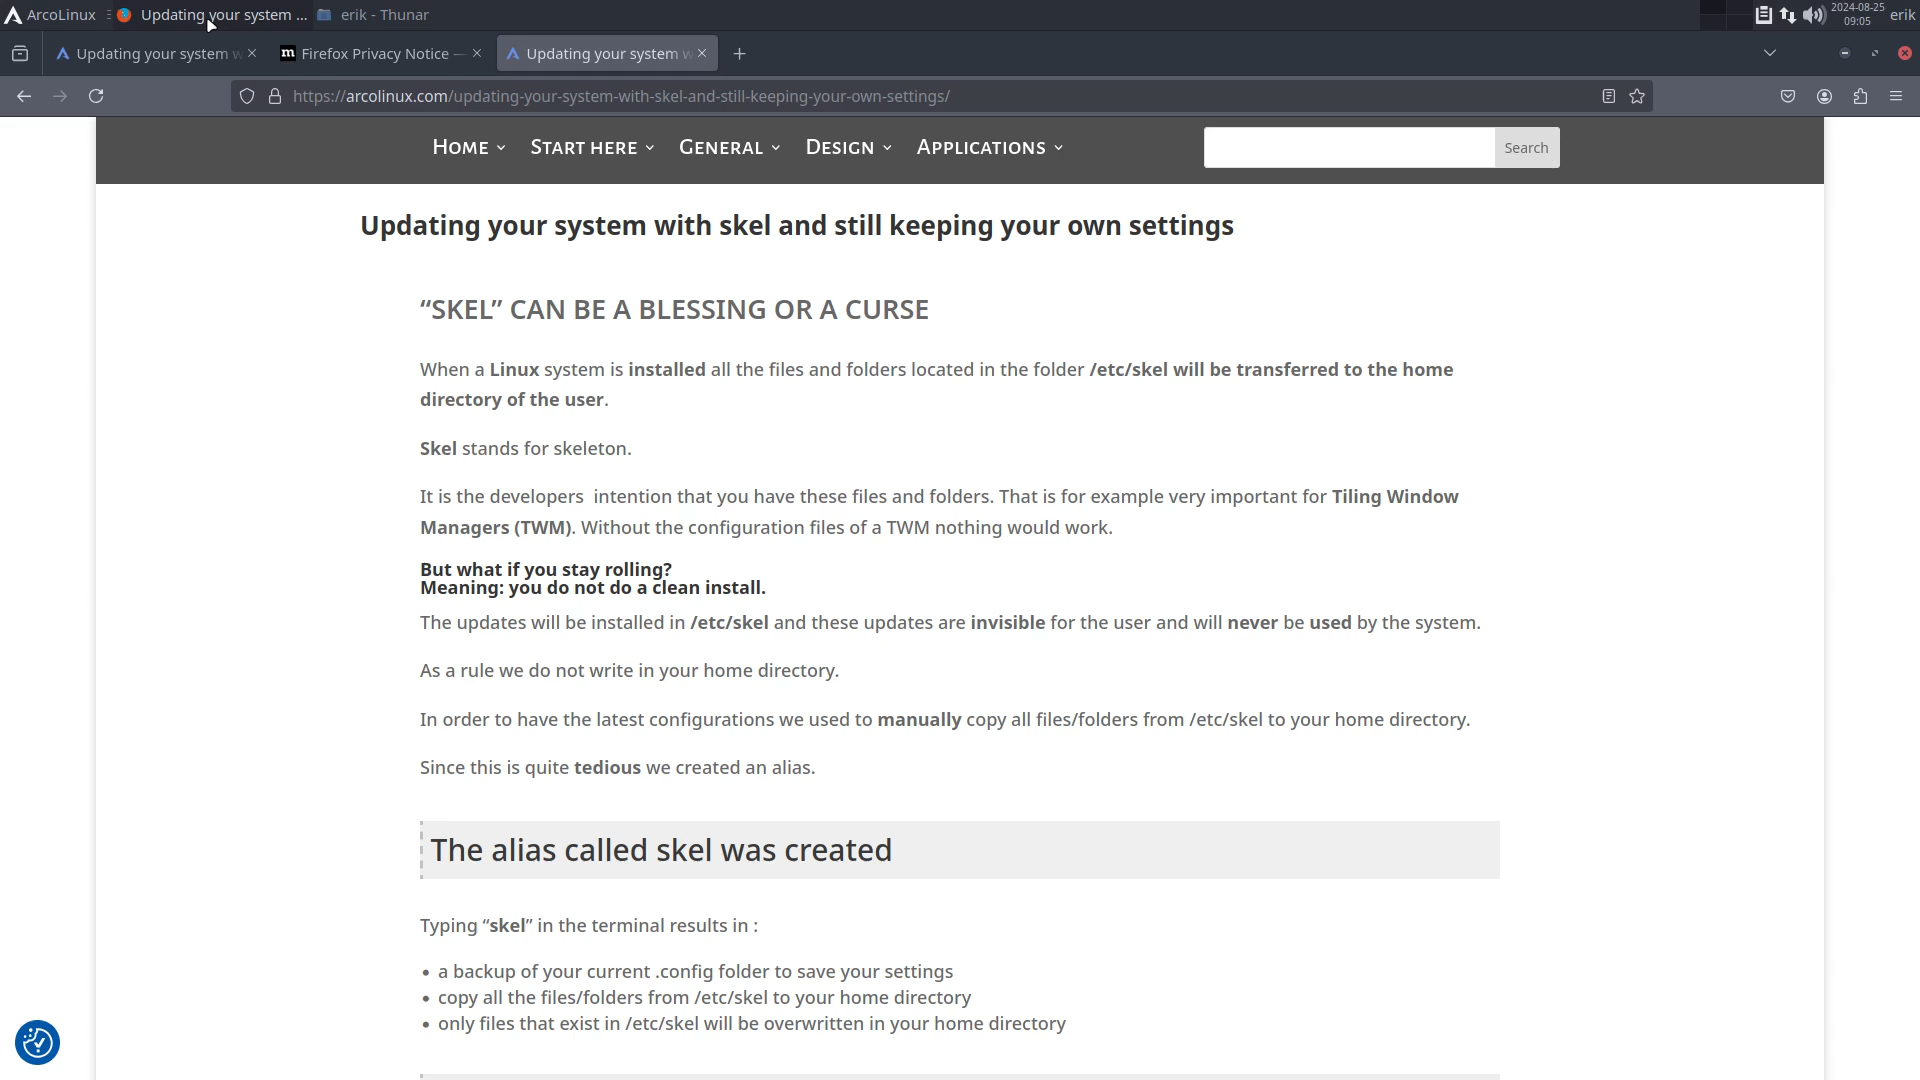 ArcoLinux Updating your system ... erik - Thunar 2024-08-25 erik
09:05
Updating your system w Firefox Privacy Notice — Updating your system w
https://arcolinux.com/updating-your-system-with-skel-and-still-keeping-your-own-settings/
Home Start here General Design Applications Search
Updating your system with skel and still keeping your own settings
“SKEL” CAN BE A BLESSING OR A CURSE
When a Linux system is installed all the files and folders located in the folder /etc/skel will be transferred to the home
directory of the user.
Skel stands for skeleton.
It is the developers  intention that you have these files and folders. That is for example very important for Tiling Window
Managers (TWM). Without the configuration files of a TWM nothing would work.
But what if you stay rolling?
Meaning: you do not do a clean install.
The updates will be installed in /etc/skel and these updates are invisible for the user and will never be used by the system.
As a rule we do not write in your home directory.
In order to have the latest configurations we used to manually copy all files/folders from /etc/skel to your home directory.
Since this is quite tedious we created an alias.
The alias called skel was created
Typing “skel” in the terminal results in :
• a backup of your current .config folder to save your settings
• copy all the files/folders from /etc/skel to your home directory
• only files that exist in /etc/skel will be overwritten in your home directory